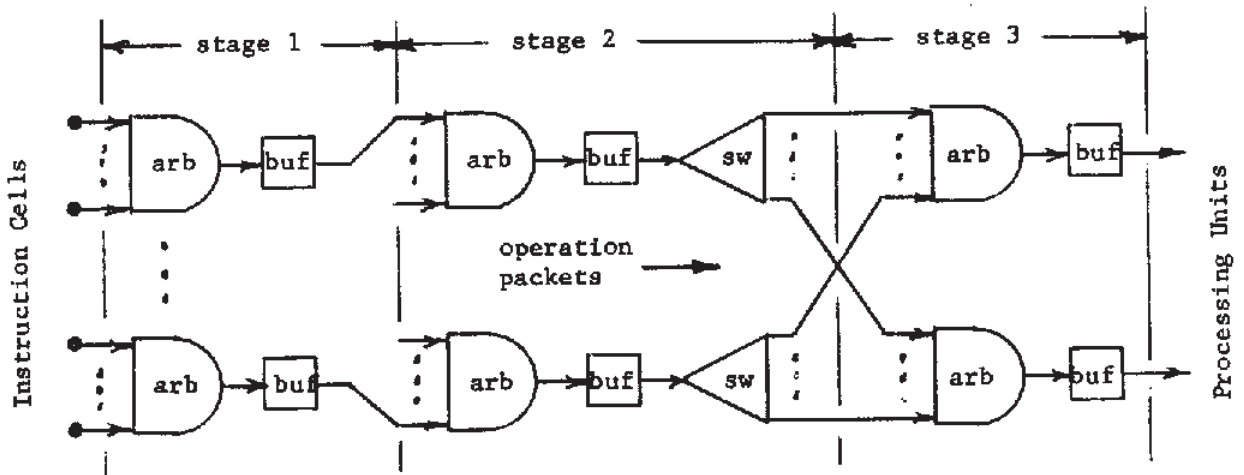 stage 1
stage 2
stage 3
arb
buf
arb
buf
sw
arb
buf
Instruction Cells
operation
packets
Processing Units
arb
buf
arb
buf
sw
arb
buf